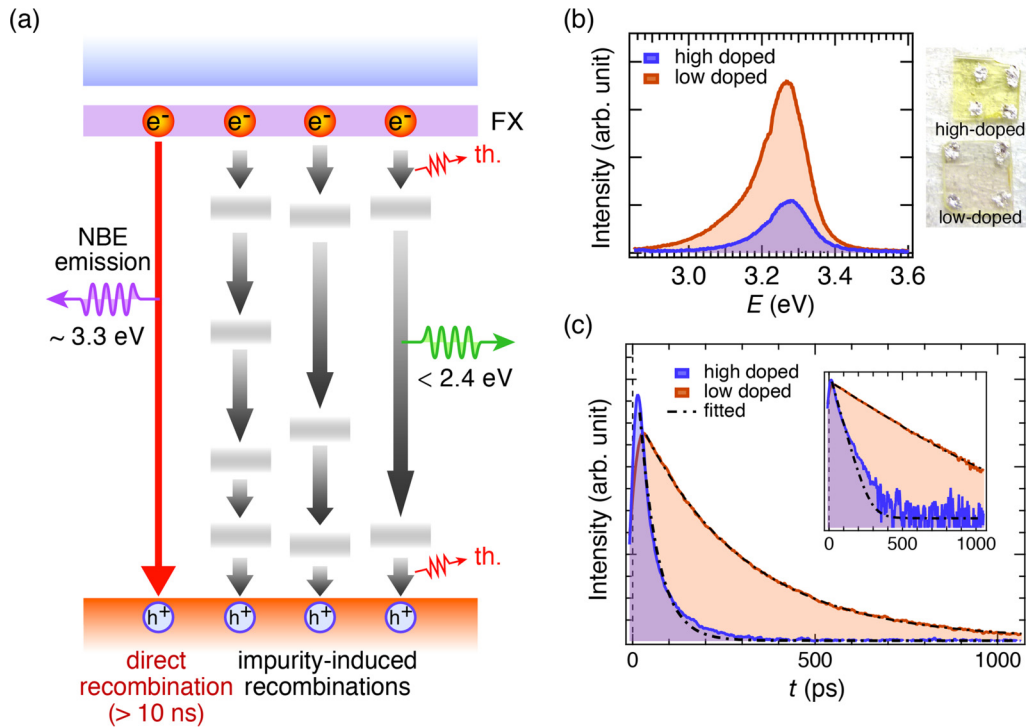 (a)
e-
e-
e-
e-
FX
th.
NBE
emission
~ 3.3 eV
< 2.4 eV
th.
h+
h+
h+
h+
direct
recombination
(> 10 ns)
impurity-induced
recombinations
(b)
high doped
low doped
Intensity (arb. unit)
3.0
3.2
3.4
3.6
E (eV)
high-doped
low-doped
(c)
high doped
low doped
fitted
Intensity (arb. unit)
0
500
1000
0
500
1000
t (ps)